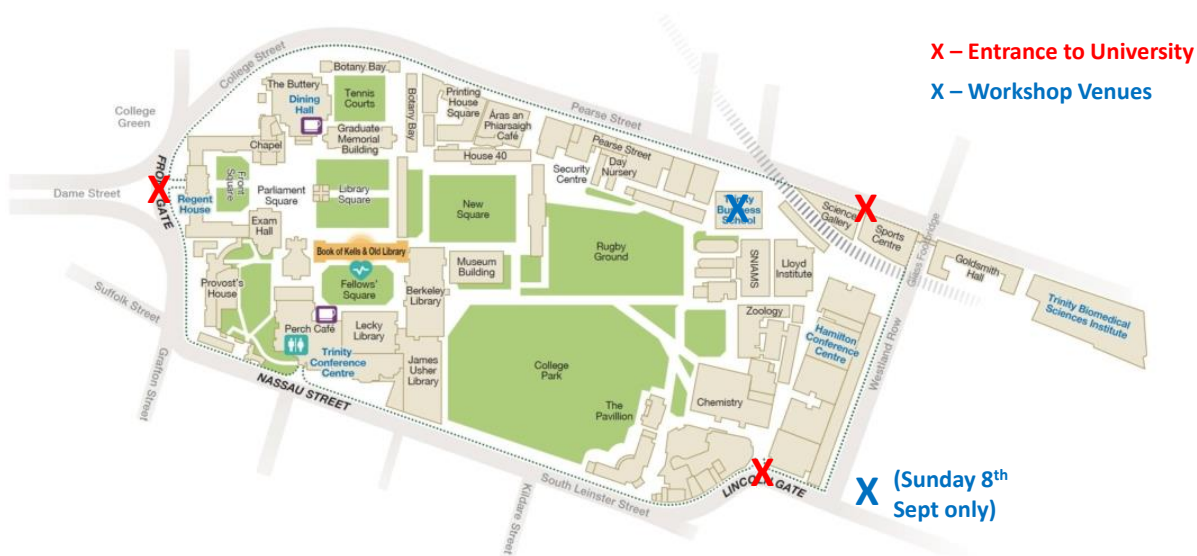 X – Entrance to University
X – Workshop Venues
College Street
College
Green
Dame Street
FRONT GATE
X
Regent
House
Front
Square
Chapel
The Buttery
Dining
Hall
Botany Bay
Tennis
Courts
Graduate
Memorial
Building
Botany Bay
Printing
House
Square
Áras an
Phiarsaigh
Café
House 40
Pearse Street
Pearse Street
Day
Nursery
Security
Centre
Trinity
Business
School
X
Science
Gallery
X
Sports
Centre
Glass Footbridge
Goldsmith
Hall
Trinity Biomedical
Sciences Institute
Parliament
Square
Library
Square
New
Square
Exam
Hall
Book of Kells & Old Library
Fellows'
Square
Museum
Building
Berkeley
Library
Rugby
Ground
SNIAMS
Lloyd
Institute
Provost's
House
Perch Café
Lecky
Library
Trinity
Conference
Centre
James
Usher
Library
College
Park
The
Pavillion
Zoology
Chemistry
Hamilton
Conference
Centre
Westland Row
Suffolk Street
Grafton Street
NASSAU STREET
Kildare Street
South Leinster Street
LINCOLN GATE
X
X
(Sunday 8th
Sept only)